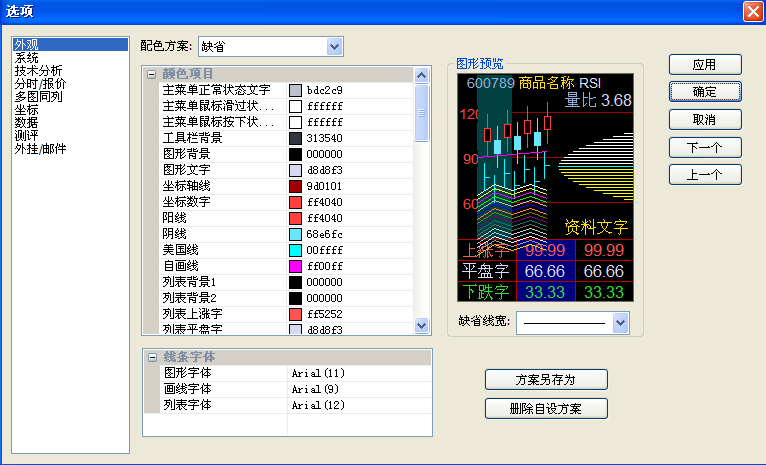 选项
外观
系统
技术分析
分时/报价
多图同列
坐标
数据
测评
外挂/邮件
配色方案: 缺省
颜色项目
主菜单正常状态文字 bdc2c9
主菜单鼠标滑过状... ffffff
主菜单鼠标按下状... ffffff
工具栏背景 313540
图形背景 000000
图形文字 d8d8f3
坐标轴线 9d0101
坐标数字 ff4040
阳线 ff4040
阴线 68e6fc
美国线 00ffff
自画线 ff00ff
列表背景1 000000
列表背景2 000000
列表上涨字 ff5252
列表平盘字 d8d8f3
线条字体
图形字体 Arial(11)
画线字体 Arial(9)
列表字体 Arial(12)
图形预览
600789 商品名称 RSI
量比 3.68
120
90
60
资料文字
上涨字 99.99 99.99
平盘字 66.66 66.66
下跌字 33.33 33.33
缺省线宽:
方案另存为
删除自设方案
应用
确定
取消
下一个
上一个